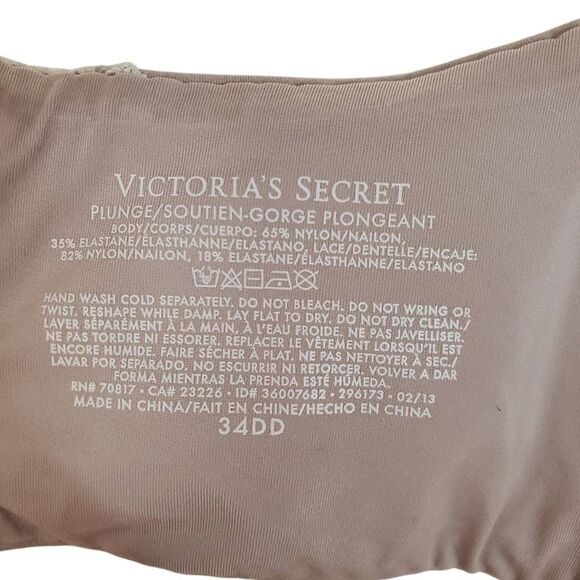 VICTORIA'S SECRET
PLUNGE/SOUTIEN-GORGE PLONGEANT
BODY/CORPS/CUERPO: 65% NYLON/NAILON,
35% ELASTANE/ÉLASTHANNE/ELASTANO, LACE/DENTELLE/ENCAJE:
82% NYLON/NAILON, 18% ELASTANE/ÉLASTHANNE/ELASTANO
HAND WASH COLD SEPARATELY. DO NOT BLEACH. DO NOT WRING OR
TWIST. RESHAPE WHILE DAMP. LAY FLAT TO DRY. DO NOT DRY CLEAN./
LAVER SÉPARÉMENT À LA MAIN, À L'EAU FROIDE. NE PAS JAVELLISER.
NE PAS TORDRE NI ESSORER. REPLACER LE VÊTEMENT LORSQU'IL EST
ENCORE HUMIDE. FAIRE SÉCHER À PLAT. NE PAS NETTOYER À SEC./
LAVAR POR SEPARADO. NO ESCURRIR NI RETORCER. VOLVER A DAR
FORMA MIENTRAS LA PRENDA ESTÉ HÚMEDA.
RN# 70817 • CA# 23226 • ID# 36007682 • 296173 • 02/13
MADE IN CHINA/FAIT EN CHINE/HECHO EN CHINA
34DD